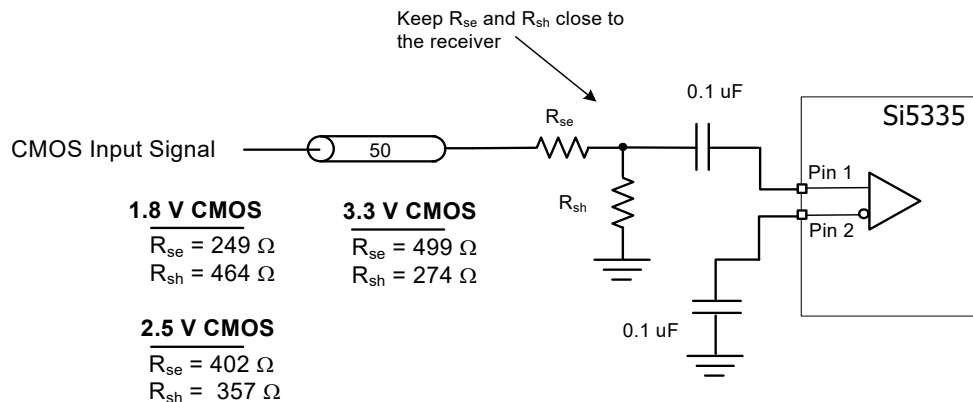 Keep Rse and Rsh close to
the receiver
0.1 uF
Si5335
Rse
CMOS Input Signal
50
Pin 1
Rsh
Pin 2
1.8 V CMOS
Rse = 249 Ω
Rsh = 464 Ω
3.3 V CMOS
Rse = 499 Ω
Rsh = 274 Ω
0.1 uF
2.5 V CMOS
Rse = 402 Ω
Rsh = 357 Ω